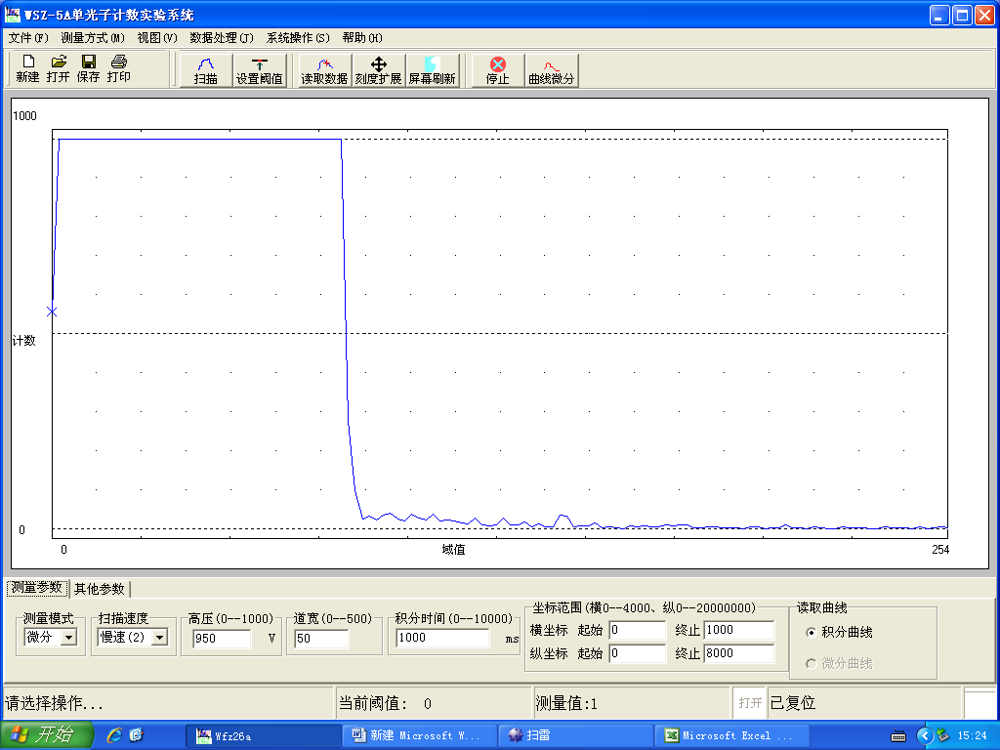 WSZ-5A单光子计数实验系统
文件(F) 测量方式(M) 视图(V) 数据处理(J) 系统操作(S) 帮助(H)
新建 打开 保存 打印 扫描 设置阈值 读取数据 刻度扩展 屏幕刷新 停止 曲线微分
1000
计数
0
0 域值 254
测量参数 其他参数
测量模式 扫描速度 高压(0--1000) 道宽(0--500) 积分时间(0--10000) 坐标范围(横0--4000、纵0--20000000) 读取曲线
微分 慢速(2) 950 V 50 1000 ms 横坐标 起始 0 终止 1000 积分曲线
纵坐标 起始 0 终止 8000 微分曲线
请选择操作... 当前阈值: 0 测量值:1 打开 已复位
开始 Wfz26a 新建 Microsoft W... 扫雷 Microsoft Excel ... 15:24